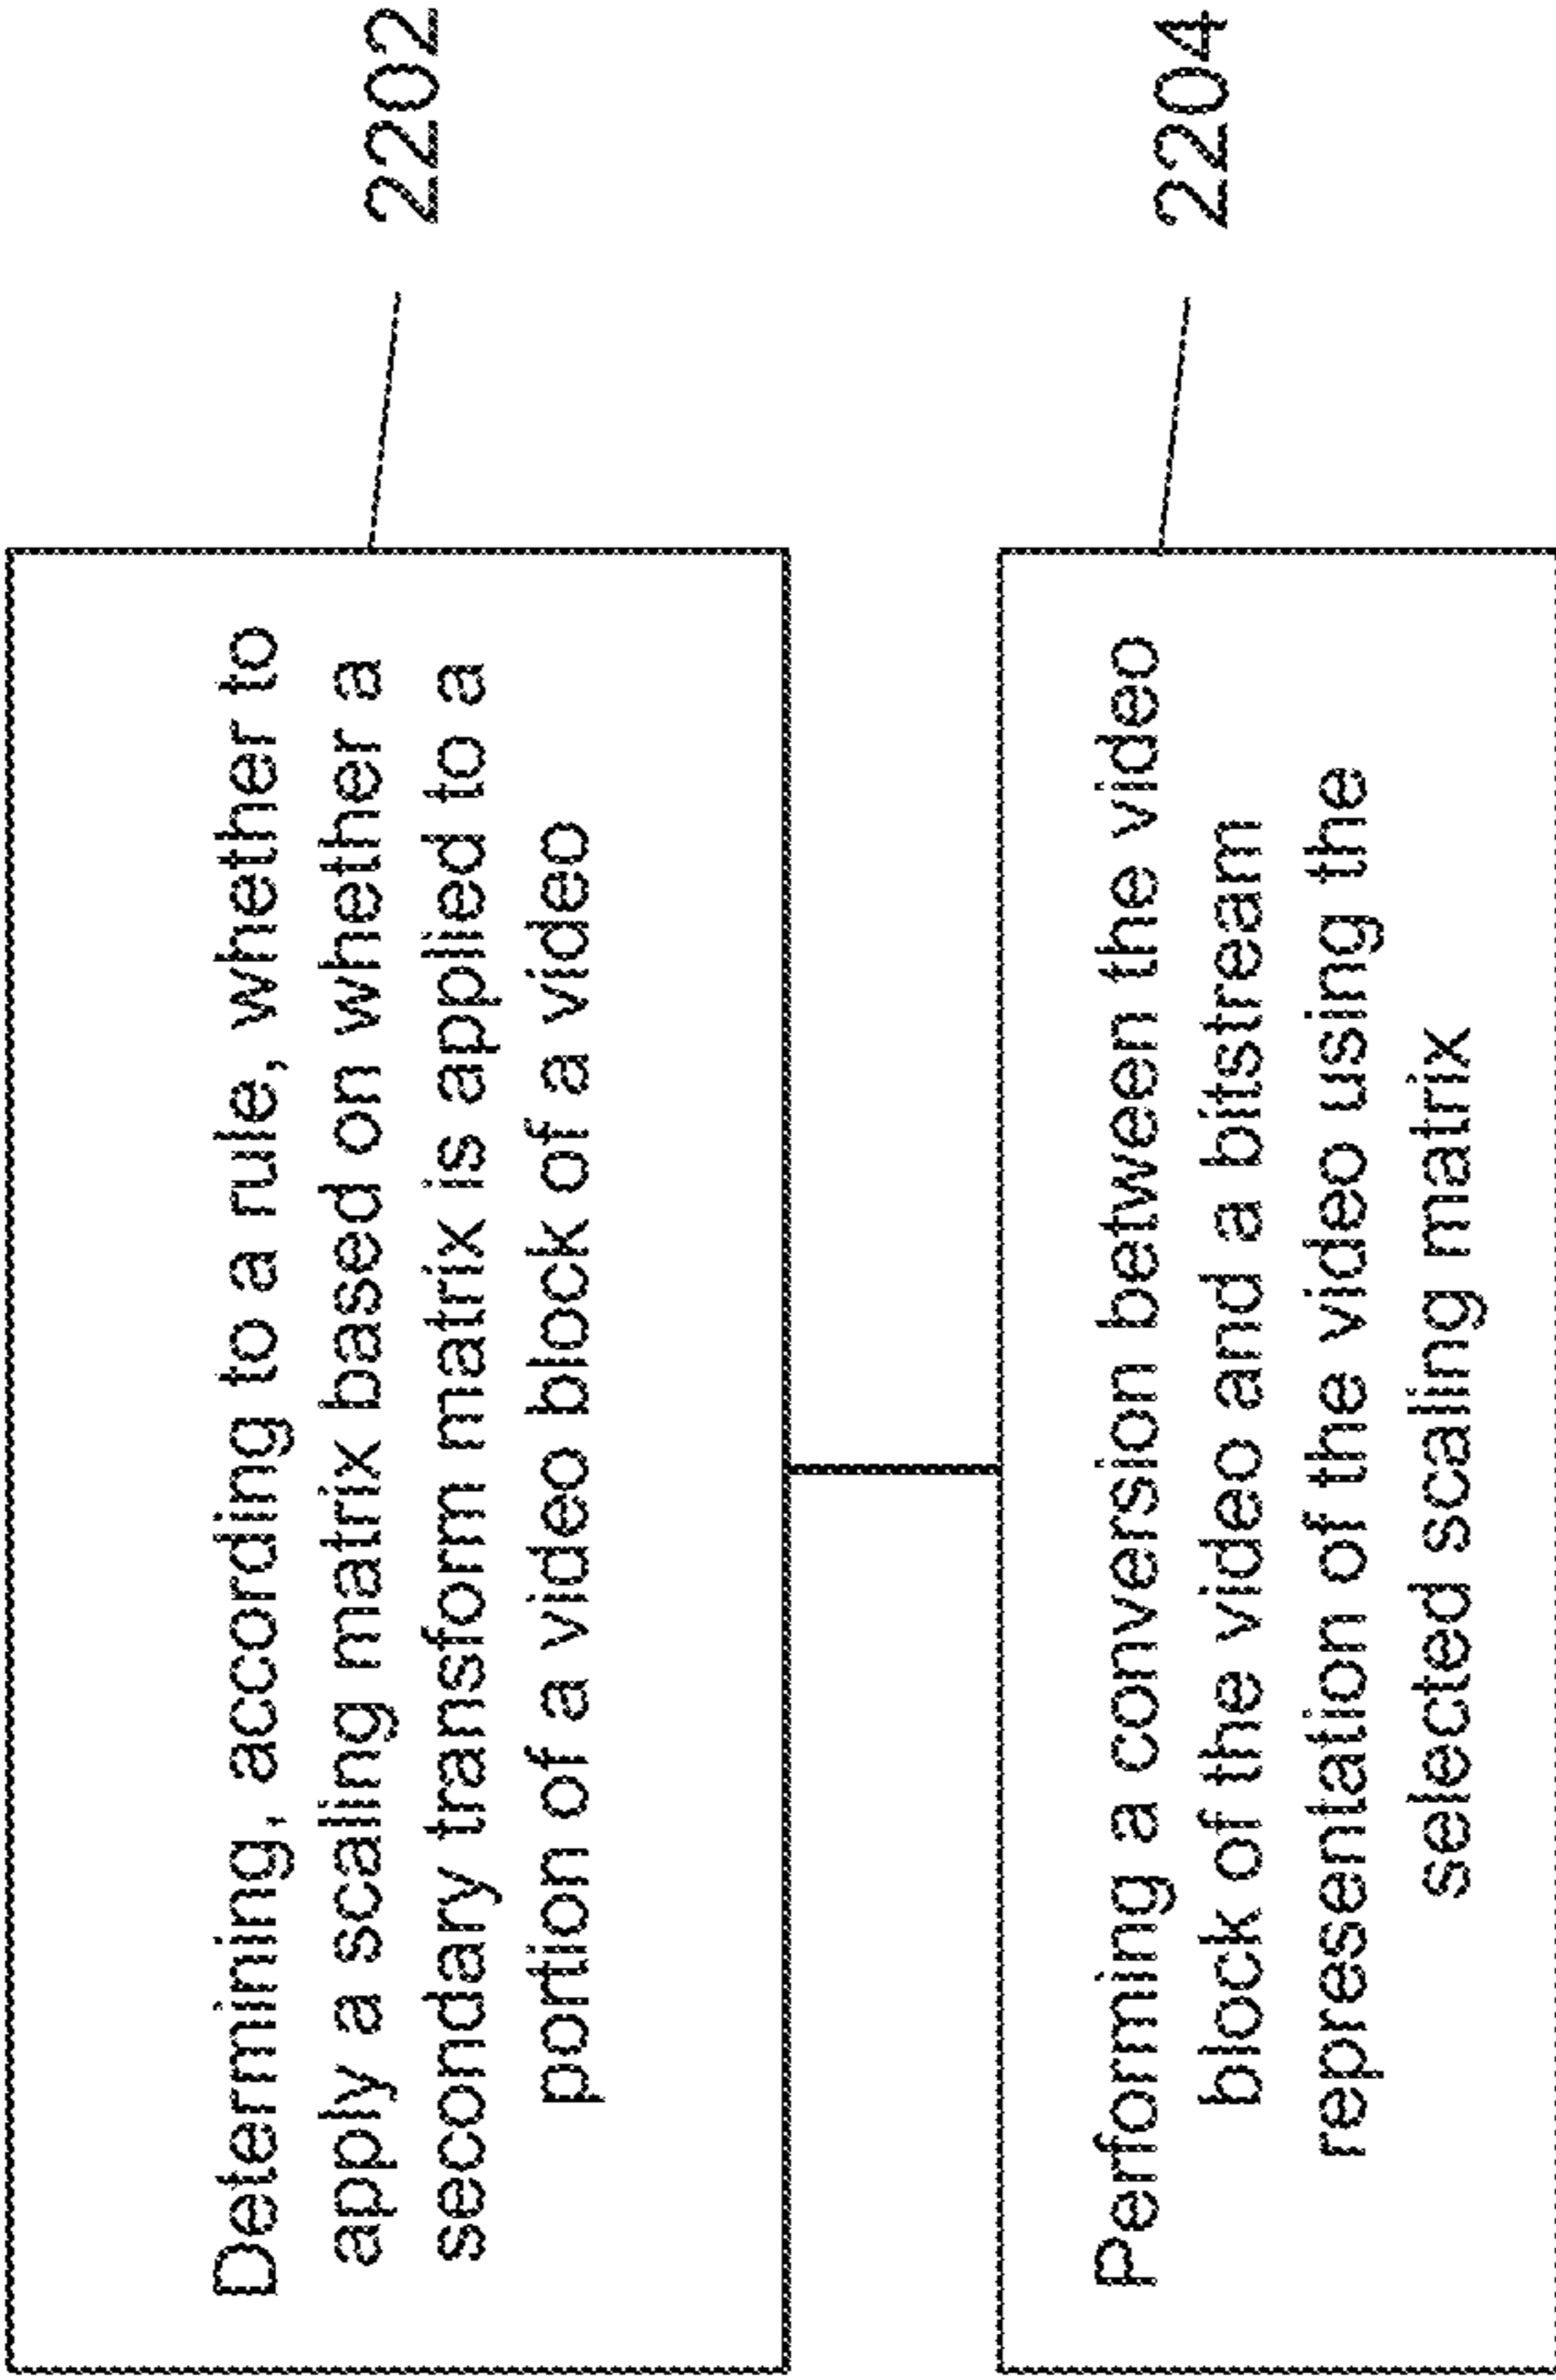 Determining, according to a rule, whether to
apply a scaling matrix based on whether a
secondary transform matrix is applied to a
portion of a video block of a video
2202
Performing a conversion between the video
block of the video and a bitstream
representation of the video using the
selected scaling matrix
2204